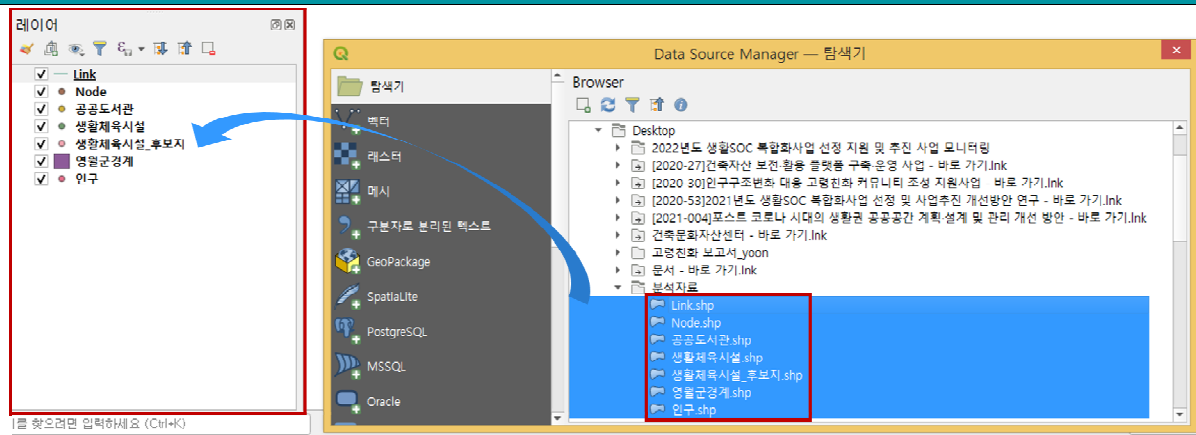 레이어
Link
Node
공공도서관
생활체육시설
생활체육시설_후보지
영월군경계
인구
를 찾으려면 입력하세요 (Ctrl+K)
Data Source Manager — 탐색기
탐색기
벡터
래스터
메시
구분자로 분리된 텍스트
GeoPackage
SpatiaLite
PostgreSQL
MSSQL
Oracle
Browser
Desktop
2022년도 생활SOC 복합화사업 선정 지원 및 추진 사업 모니터링
[2020-27]건축자산 보전·활용 플랫폼 구축·운영 사업 - 바로 가기.lnk
[2020 30]인구구조변화 대응 고령친화 커뮤니티 조성 지원사업 바로 가기.lnk
[2020-53]2021년도 생활SOC 복합화사업 선정 및 사업추진 개선방안 연구 - 바로 가기.lnk
[2021-004]포스트 코로나 시대의 생활권 공공공간 계획·설계 및 관리 개선 방안 - 바로 가기.lnk
건축문화자산센터 - 바로 가기.lnk
고령친화 보고서_yoon
문서 - 바로 가기.lnk
분석자료
Link.shp
Node.shp
공공도서관.shp
생활체육시설.shp
생활체육시설_후보지.shp
영월군경계.shp
인구.shp